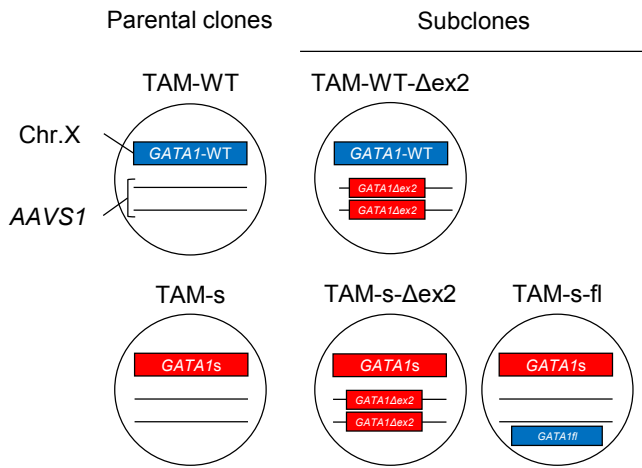 Parental clones
Subclones
TAM-WT
TAM-WT-Δex2
Chr.X
GATA1-WT
GATA1-WT
AAVS1
GATA1Δex2
GATA1Δex2
TAM-s
TAM-s-Δex2
TAM-s-fl
GATA1s
GATA1s
GATA1s
GATA1Δex2
GATA1Δex2
GATA1fl